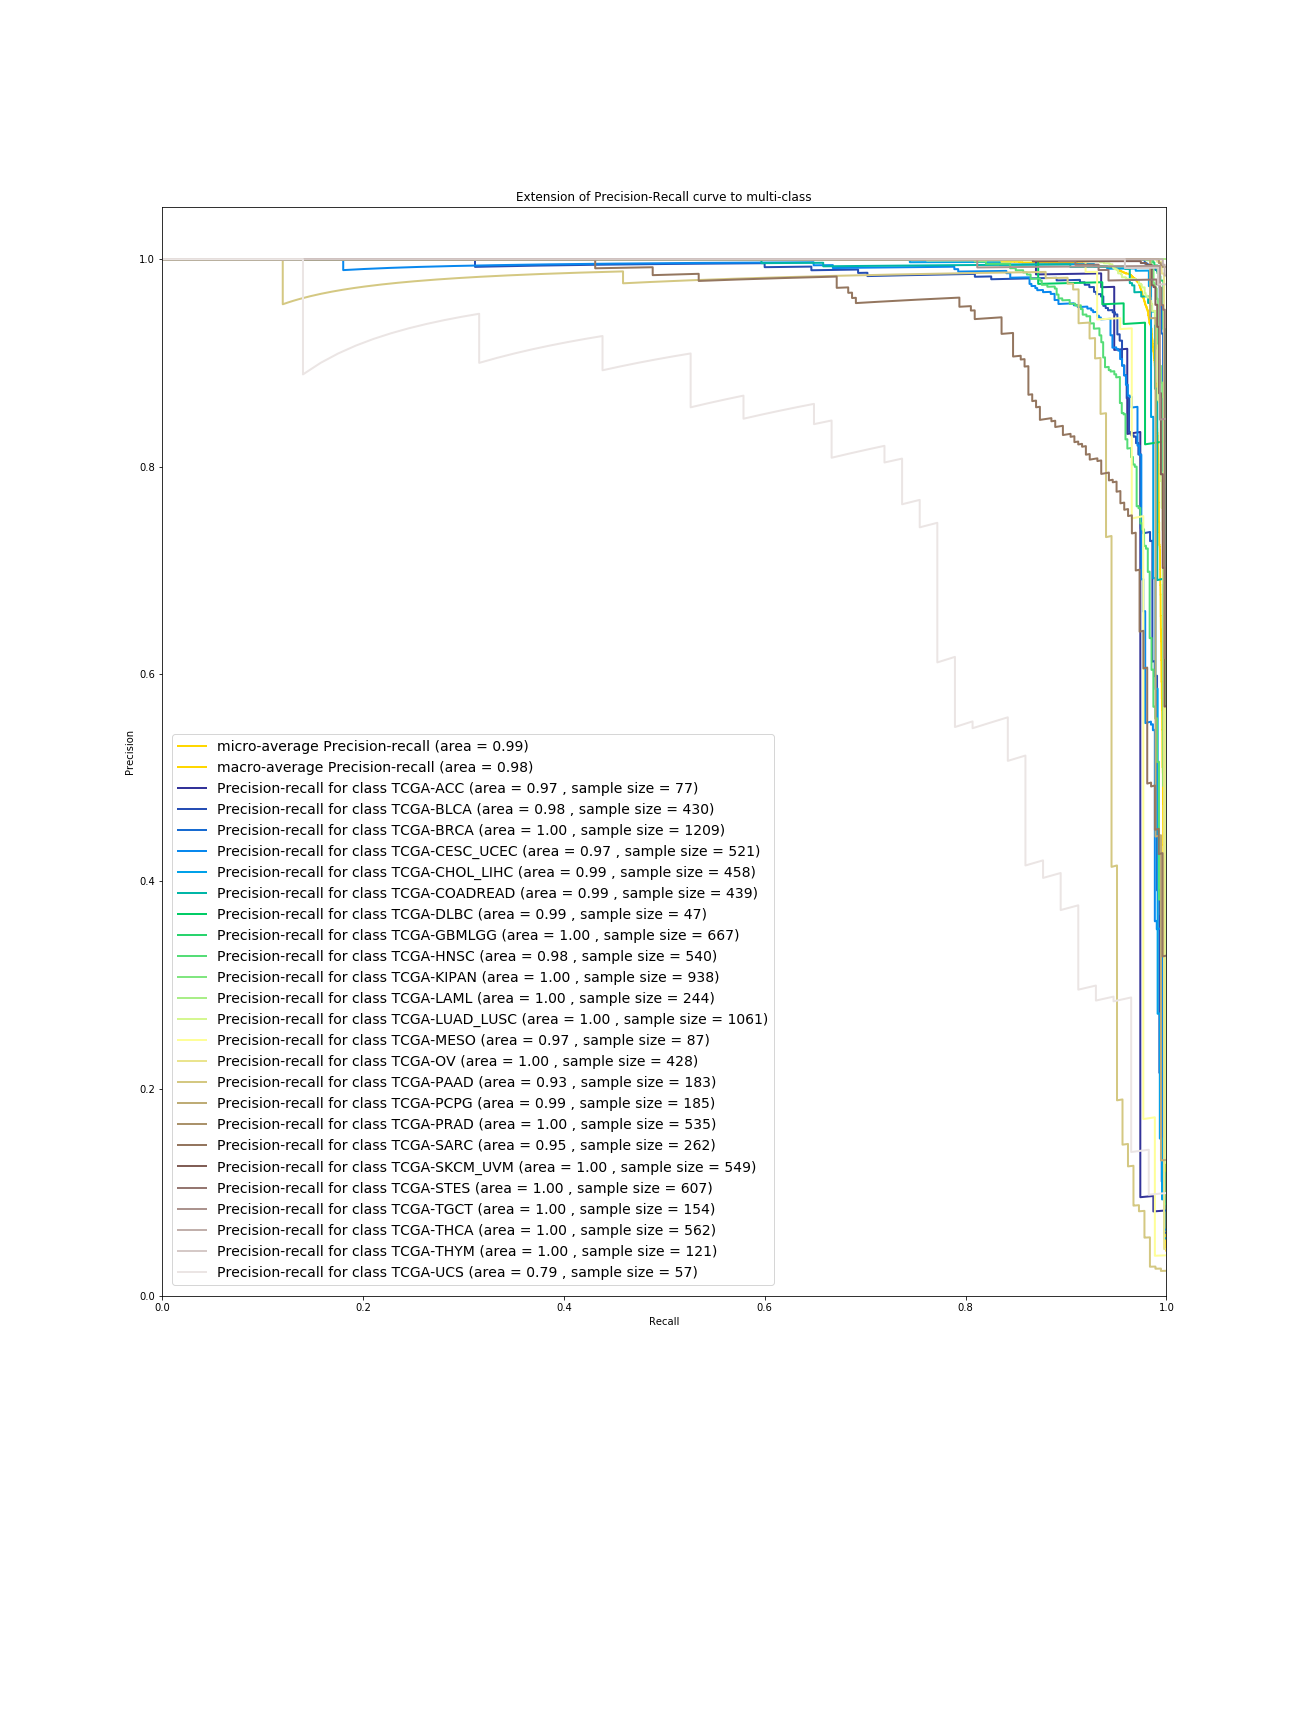 Extension of Precision-Recall curve to multi-class
1.0
0.8
0.6
0.4
0.2
0.0
Precision
micro-average Precision-recall (area = 0.99)
macro-average Precision-recall (area = 0.98)
Precision-recall for class TCGA-ACC (area = 0.97 , sample size = 77)
Precision-recall for class TCGA-BLCA (area = 0.98 , sample size = 430)
Precision-recall for class TCGA-BRCA (area = 1.00 , sample size = 1209)
Precision-recall for class TCGA-CESC_UCEC (area = 0.97 , sample size = 521)
Precision-recall for class TCGA-CHOL_LIHC (area = 0.99 , sample size = 458)
Precision-recall for class TCGA-COADREAD (area = 0.99 , sample size = 439)
Precision-recall for class TCGA-DLBC (area = 0.99 , sample size = 47)
Precision-recall for class TCGA-GBMLGG (area = 1.00 , sample size = 667)
Precision-recall for class TCGA-HNSC (area = 0.98 , sample size = 540)
Precision-recall for class TCGA-KIPAN (area = 1.00 , sample size = 938)
Precision-recall for class TCGA-LAML (area = 1.00 , sample size = 244)
Precision-recall for class TCGA-LUAD_LUSC (area = 1.00 , sample size = 1061)
Precision-recall for class TCGA-MESO (area = 0.97 , sample size = 87)
Precision-recall for class TCGA-OV (area = 1.00 , sample size = 428)
Precision-recall for class TCGA-PAAD (area = 0.93 , sample size = 183)
Precision-recall for class TCGA-PCPG (area = 0.99 , sample size = 185)
Precision-recall for class TCGA-PRAD (area = 1.00 , sample size = 535)
Precision-recall for class TCGA-SARC (area = 0.95 , sample size = 262)
Precision-recall for class TCGA-SKCM_UVM (area = 1.00 , sample size = 549)
Precision-recall for class TCGA-STES (area = 1.00 , sample size = 607)
Precision-recall for class TCGA-TGCT (area = 1.00 , sample size = 154)
Precision-recall for class TCGA-THCA (area = 1.00 , sample size = 562)
Precision-recall for class TCGA-THYM (area = 1.00 , sample size = 121)
Precision-recall for class TCGA-UCS (area = 0.79 , sample size = 57)
0.0 0.2 0.4 0.6 0.8 1.0
Recall